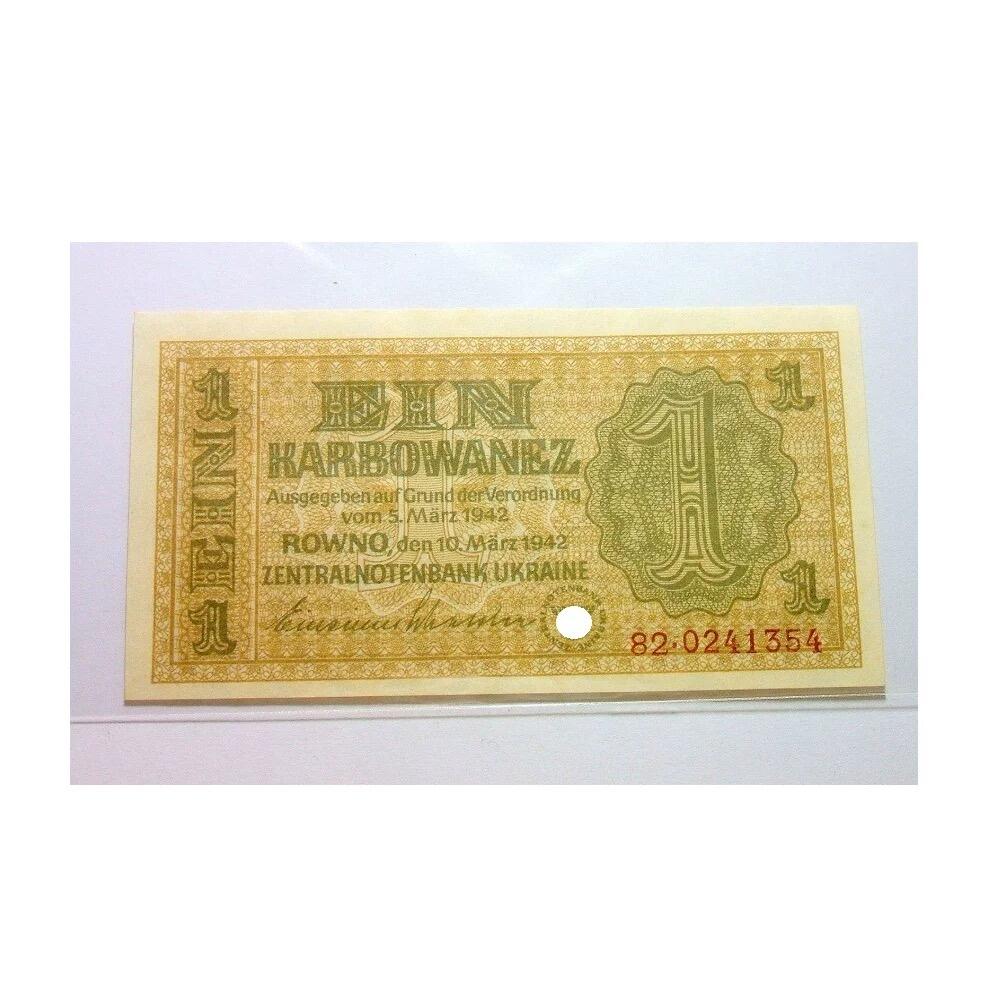 1
EIN
1
EIN
KARBOWANEZ
Ausgegeben auf Grund der Verordnung
vom 5. März 1942
ROWNO, den 10. März 1942
ZENTRALNOTENBANK UKRAINE
1
1
1
82·0241354